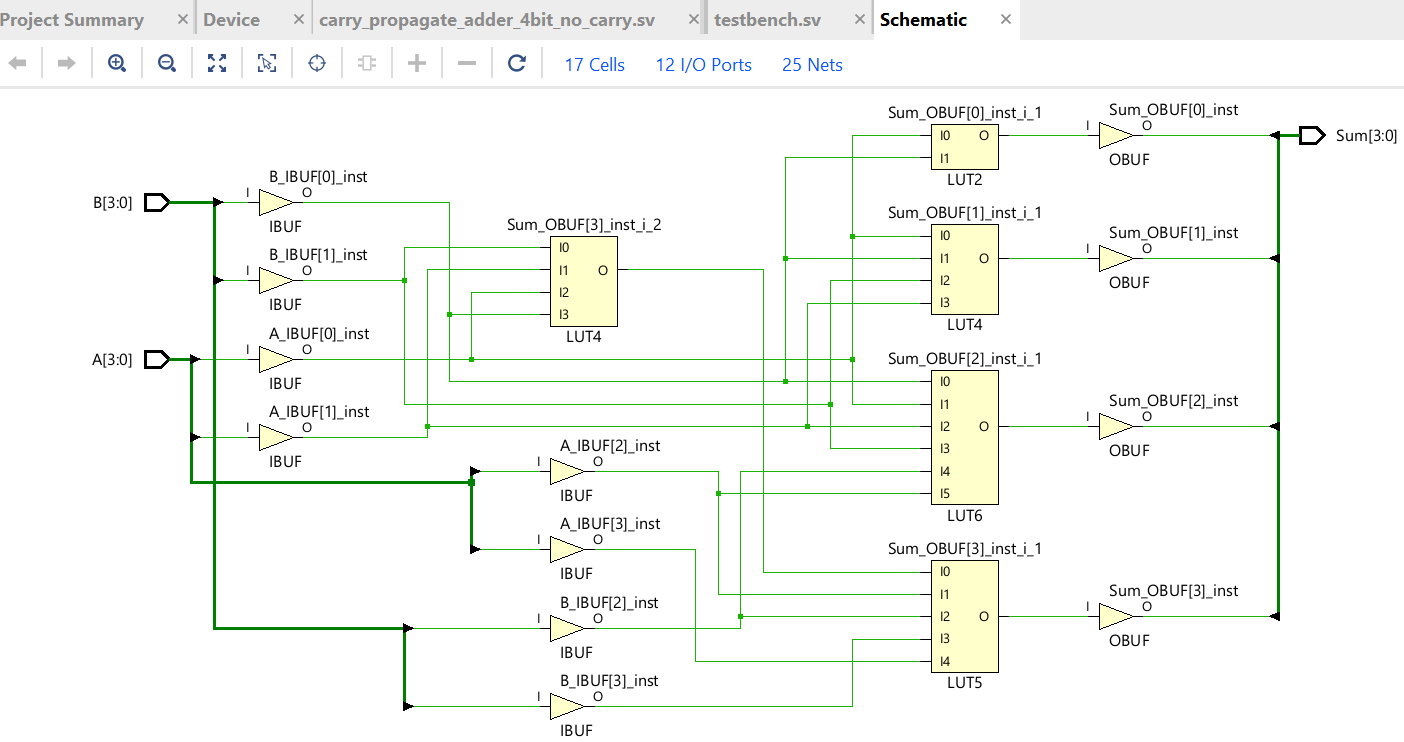 Project Summary × Device × carry_propagate_adder_4bit_no_carry.sv × testbench.sv × Schematic ×
17 Cells 12 I/O Ports 25 Nets
B[3:0]
A[3:0]
B_IBUF[0]_inst
I O
IBUF
B_IBUF[1]_inst
I O
IBUF
A_IBUF[0]_inst
I O
IBUF
A_IBUF[1]_inst
I O
IBUF
Sum_OBUF[3]_inst_i_2
I0
I1 O
I2
I3
LUT4
A_IBUF[2]_inst
I O
IBUF
A_IBUF[3]_inst
I O
IBUF
B_IBUF[2]_inst
I O
IBUF
B_IBUF[3]_inst
I O
IBUF
Sum_OBUF[0]_inst_i_1
I0 O
I1
LUT2
Sum_OBUF[1]_inst_i_1
I0
I1 O
I2
I3
LUT4
Sum_OBUF[2]_inst_i_1
I0
I1
I2 O
I3
I4
I5
LUT6
Sum_OBUF[3]_inst_i_1
I0
I1
I2 O
I3
I4
LUT5
Sum_OBUF[0]_inst
I O
OBUF
Sum_OBUF[1]_inst
I O
OBUF
Sum_OBUF[2]_inst
I O
OBUF
Sum_OBUF[3]_inst
I O
OBUF
Sum[3:0]